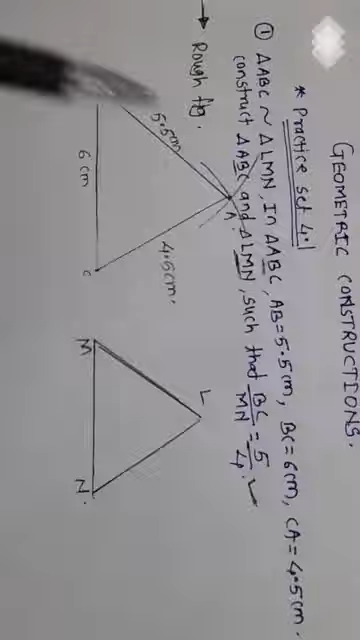 GEOMETRIC CONSTRUCTIONS.
* Practice set 4.1
① ΔABC ~ ΔLMN, In ΔABC, AB=5.5cm, BC=6cm, CA=4.5cm.
construct ΔABC and ΔLMN, such that BC/MN = 5/4.
→ Rough fig.
A
5.5cm
4.5cm.
6cm
C
L
M
N.